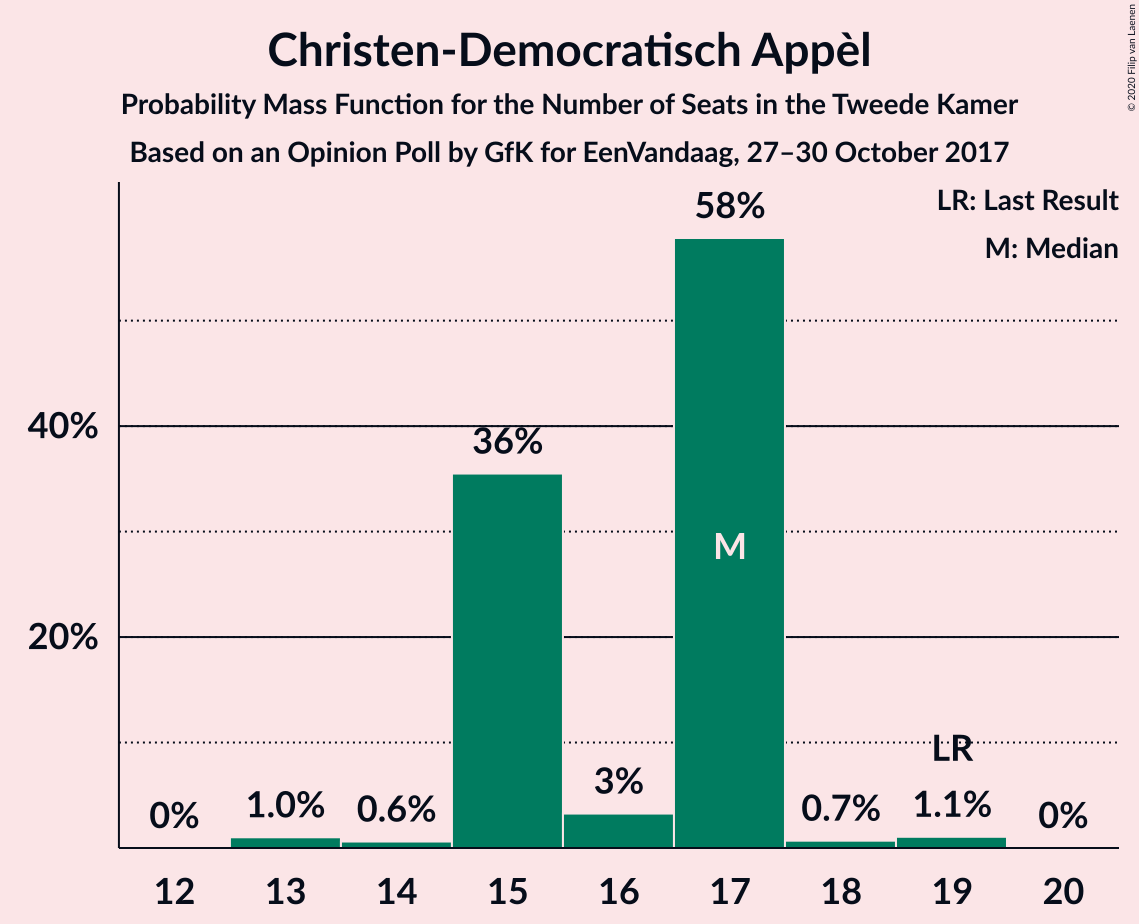 Christen-Democratisch Appèl
Probability Mass Function for the Number of Seats in the Tweede Kamer
Based on an Opinion Poll by GfK for EenVandaag, 27–30 October 2017
© 2020 Filip van Laenen
LR: Last Result
M: Median
58%
40%
36%
M
20%
LR
0%
1.0%
0.6%
3%
0.7%
1.1%
0%
12 13 14 15 16 17 18 19 20